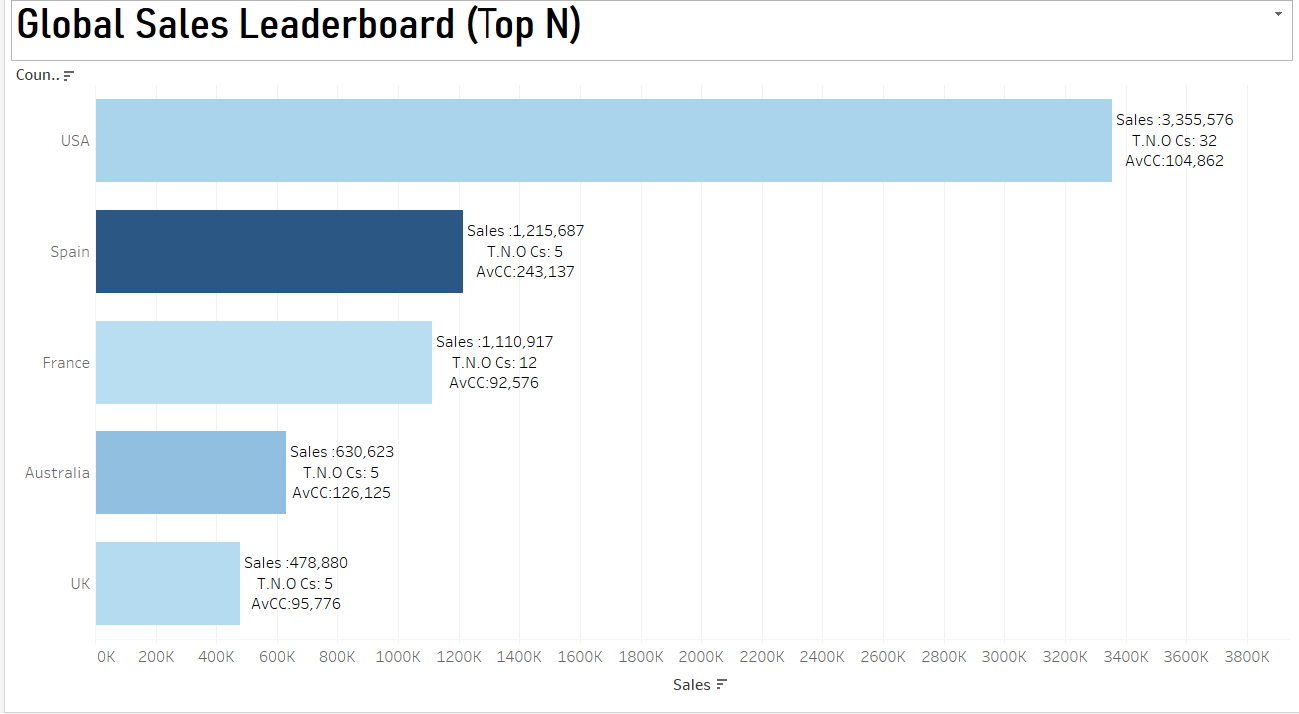 Global Sales Leaderboard (Top N)
Coun..
USA
Sales :3,355,576
T.N.O Cs: 32
AvCC:104,862
Spain
Sales :1,215,687
T.N.O Cs: 5
AvCC:243,137
France
Sales :1,110,917
T.N.O Cs: 12
AvCC:92,576
Australia
Sales :630,623
T.N.O Cs: 5
AvCC:126,125
UK
Sales :478,880
T.N.O Cs: 5
AvCC:95,776
0K 200K 400K 600K 800K 1000K 1200K 1400K 1600K 1800K 2000K 2200K 2400K 2600K 2800K 3000K 3200K 3400K 3600K 3800K
Sales